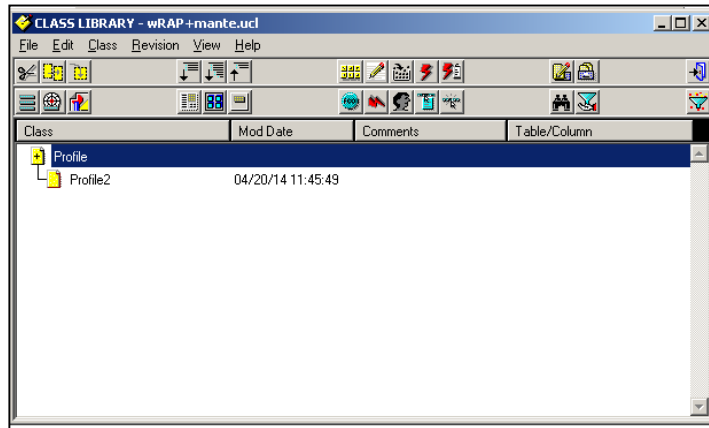 CLASS LIBRARY - wRAP+mante.ucl
File Edit Class Revision View Help
Class Mod Date Comments Table/Column
Profile
Profile2 04/20/14 11:45:49